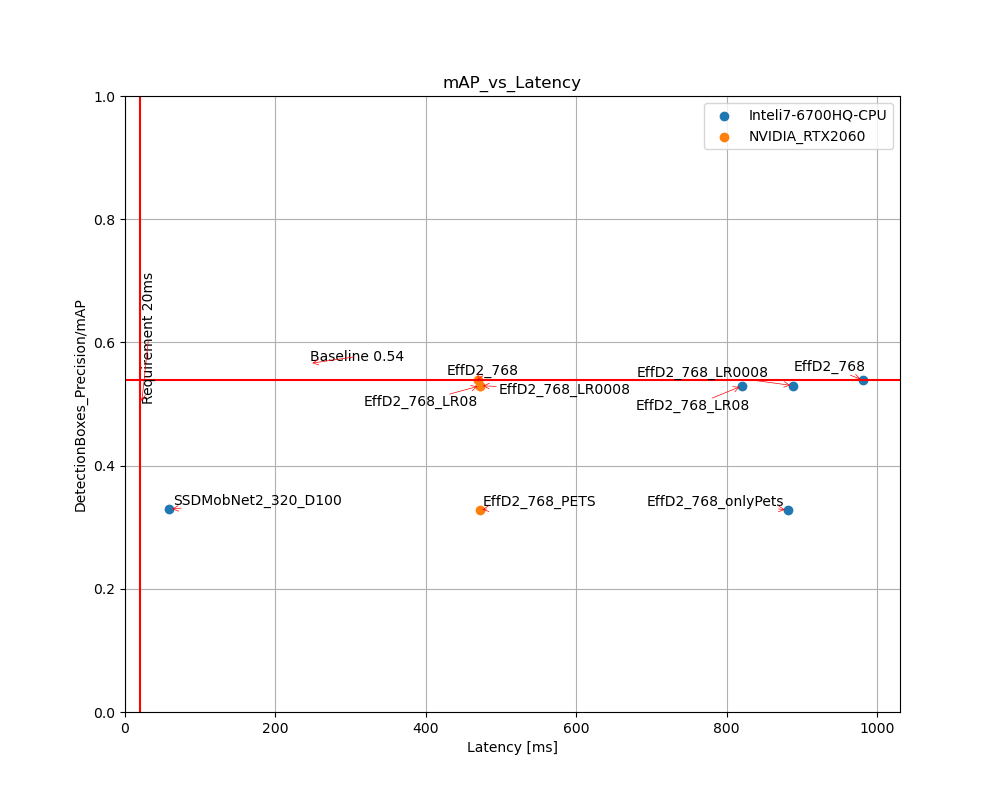 mAP_vs_Latency
Inteli7-6700HQ-CPU
NVIDIA_RTX2060
1.0
0.8
0.6
0.4
0.2
0.0
DetectionBoxes_Precision/mAP
Requirement 20ms
Baseline 0.54
EffD2_768
EffD2_768_LR0008
EffD2_768
EffD2_768_LR08
EffD2_768_LR0008
EffD2_768_LR08
SSDMobNet2_320_D100
EffD2_768_PETS
EffD2_768_onlyPets
0
200
400
600
800
1000
Latency [ms]